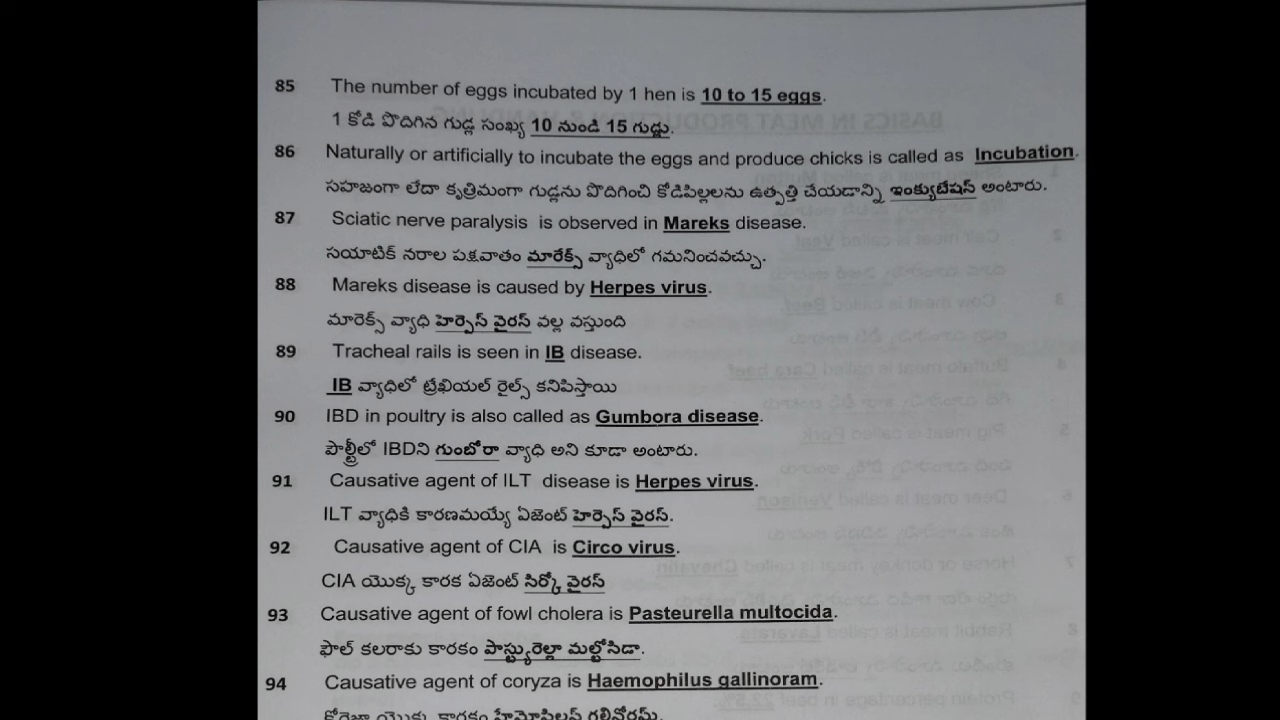 85 The number of eggs incubated by 1 hen is 10 to 15 eggs.
1 కోడి పొదిగిన గుడ్ల సంఖ్య 10 నుండి 15 గుడ్లు.
86 Naturally or artificially to incubate the eggs and produce chicks is called as Incubation.
సహజంగా లేదా కృత్రిమంగా గుడ్లను పొదిగించి కోడిపిల్లలను ఉత్పత్తి చేయడాన్ని ఇంక్యుటేషన్ అంటారు.
87 Sciatic nerve paralysis is observed in Mareks disease.
సయాటిక్ నరాల పక్షవాతం మారేక్స్ వ్యాధిలో గమనించవచ్చు.
88 Mareks disease is caused by Herpes virus.
మారెక్స్ వ్యాధి హెర్పెస్ వైరస్ వల్ల వస్తుంది
89 Tracheal rails is seen in IB disease.
IB వ్యాధిలో ట్రేఖియల్ రైల్స్ కనిపిస్తాయి
90 IBD in poultry is also called as Gumbora disease.
పౌల్ట్రీలో IBDని గుంబోరా వ్యాధి అని కూడా అంటారు.
91 Causative agent of ILT disease is Herpes virus.
ILT వ్యాధికి కారణమయ్యే ఏజెంట్ హెర్పెస్ వైరస్.
92 Causative agent of CIA is Circo virus.
CIA యొక్క కారక ఏజెంట్ సిర్కో వైరస్
93 Causative agent of fowl cholera is Pasteurella multocida.
ఫౌల్ కలరాకు కారకం పాస్ట్యురెల్లా మల్టోసిడా.
94 Causative agent of coryza is Haemophilus gallinoram.